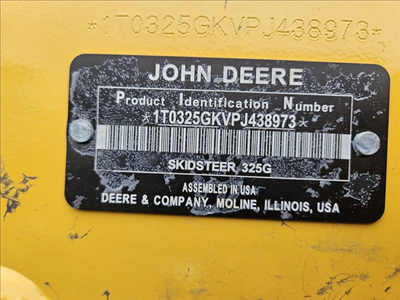 *1T0325GKVPJ438973*
JOHN DEERE
Product Identification Number
*1T0325GKVPJ438973*
SKIDSTEER 325G
ASSEMBLED IN USA
DEERE & COMPANY, MOLINE, ILLINOIS, USA